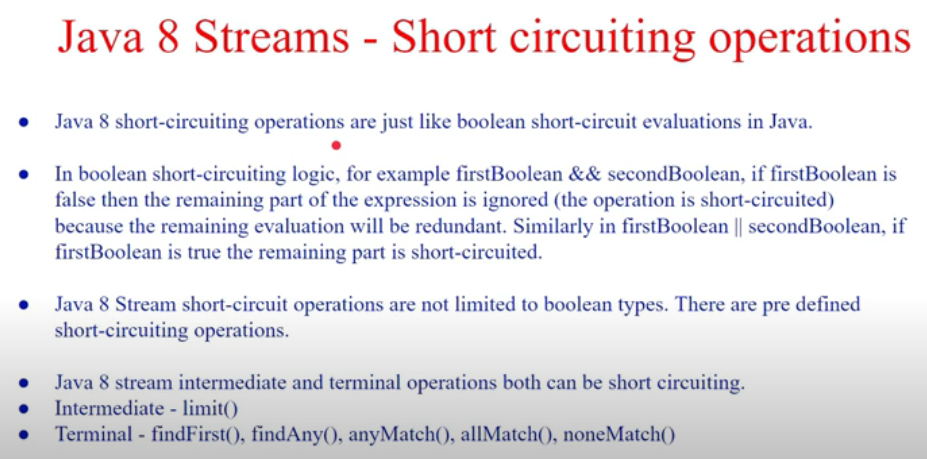 Java 8 Streams - Short circuiting operations
● Java 8 short-circuiting operations are just like boolean short-circuit evaluations in Java.
● In boolean short-circuiting logic, for example firstBoolean && secondBoolean, if firstBoolean is
false then the remaining part of the expression is ignored (the operation is short-circuited)
because the remaining evaluation will be redundant. Similarly in firstBoolean || secondBoolean, if
firstBoolean is true the remaining part is short-circuited.
● Java 8 Stream short-circuit operations are not limited to boolean types. There are pre defined
short-circuiting operations.
● Java 8 stream intermediate and terminal operations both can be short circuiting.
● Intermediate - limit()
● Terminal - findFirst(), findAny(), anyMatch(), allMatch(), noneMatch()